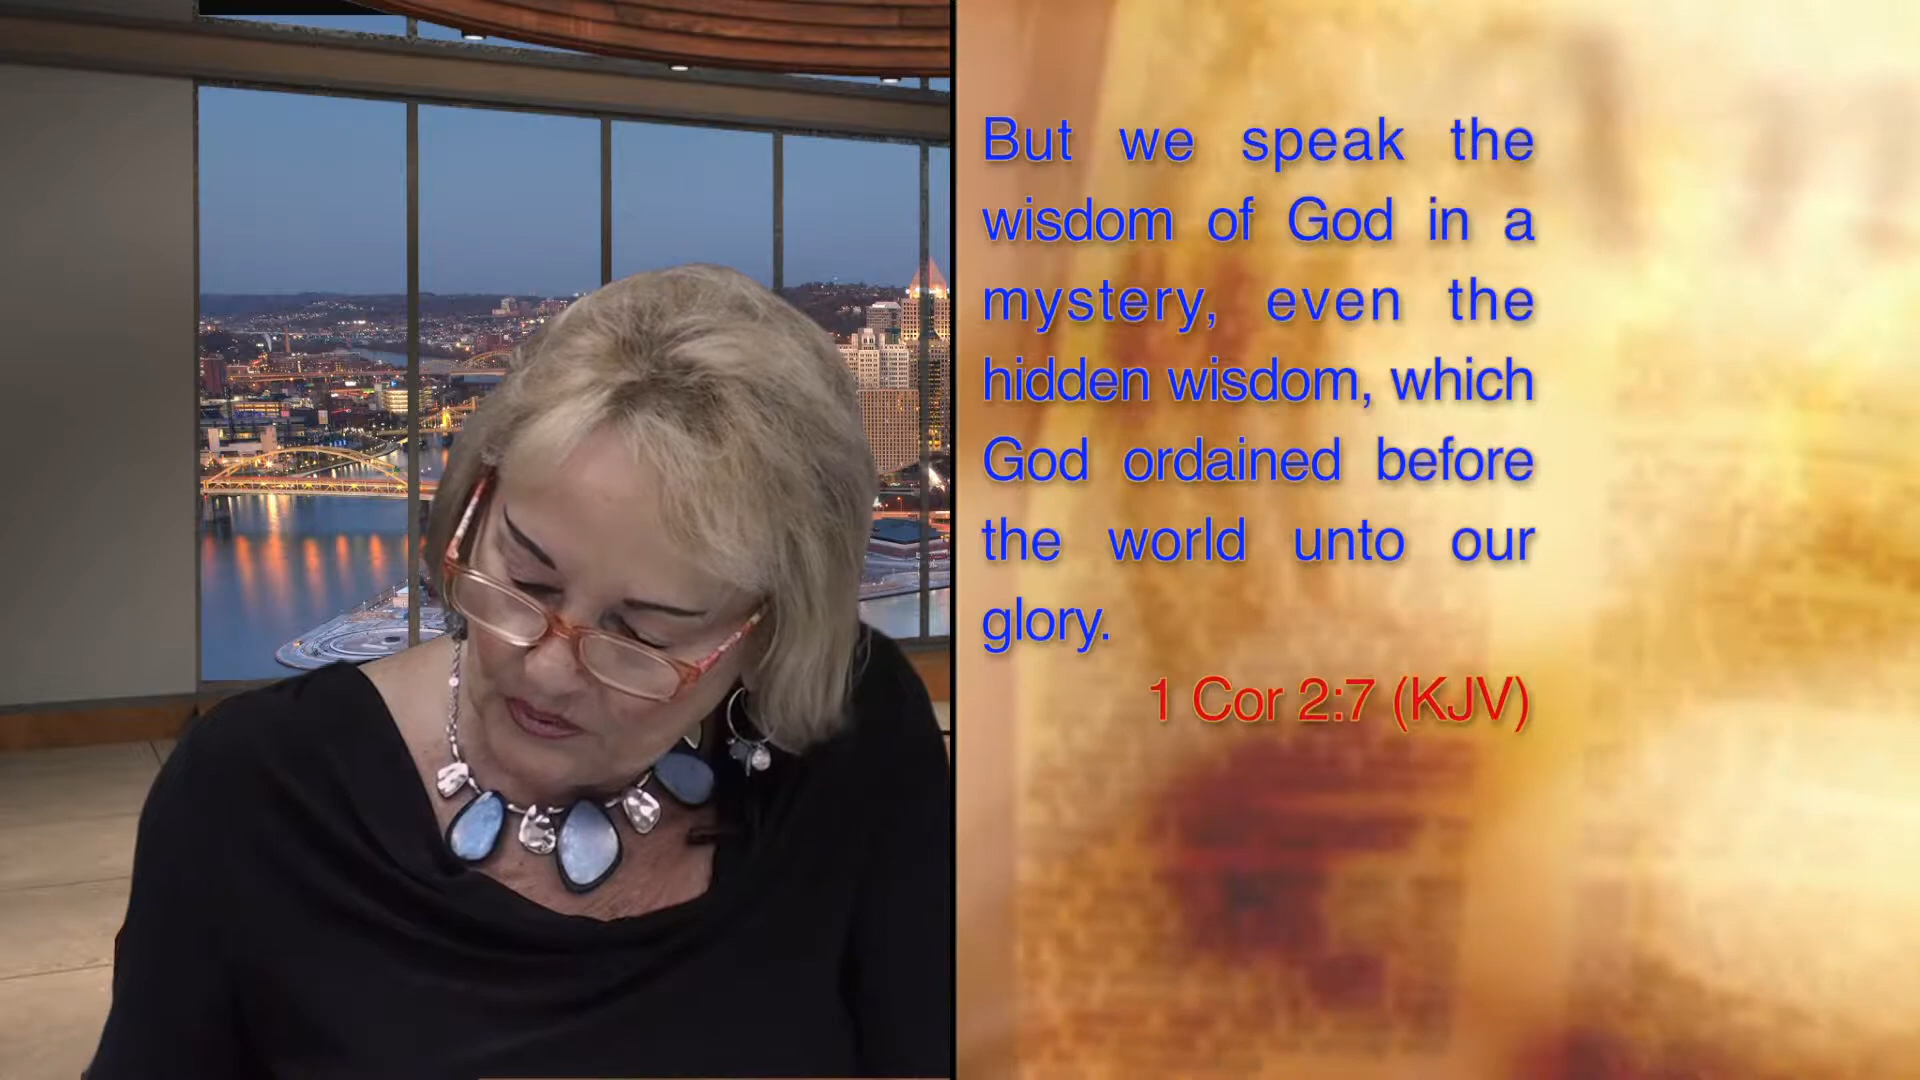 But we speak the
wisdom of God in a
mystery, even the
hidden wisdom, which
God ordained before
the world unto our
glory.
1 Cor 2:7 (KJV)